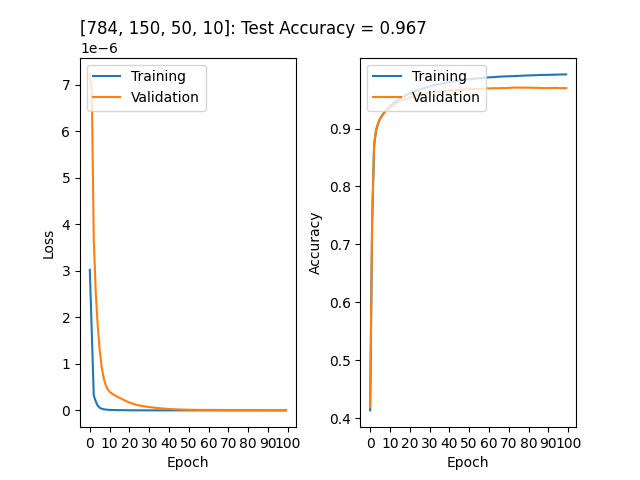 [784, 150, 50, 10]: Test Accuracy = 0.967
1e−6
Training
Validation
7
6
5
4
3
2
1
0
Loss
0 10 20 30 40 50 60 70 80 90 100
Epoch
Training
Validation
0.9
0.8
0.7
0.6
0.5
0.4
Accuracy
0 10 20 30 40 50 60 70 80 90 100
Epoch